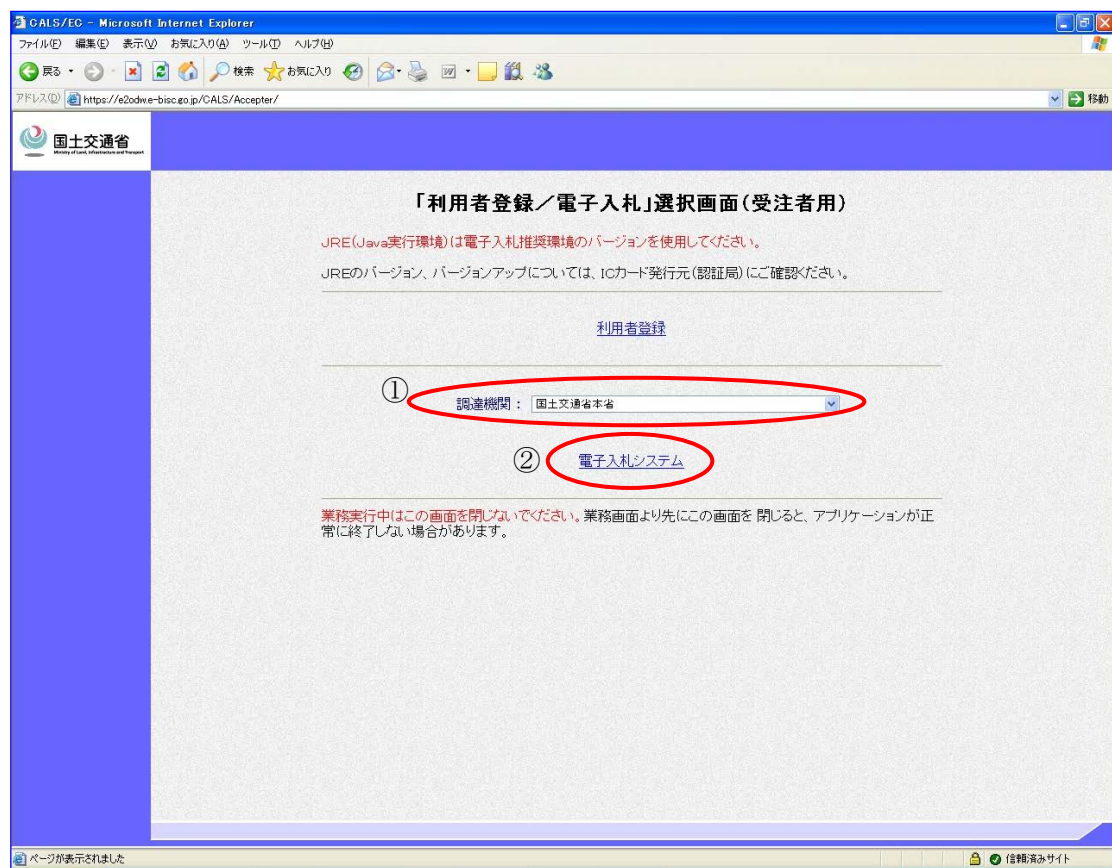 CALS/EC - Microsoft Internet Explorer
ファイル(F) 編集(E) 表示(V) お気に入り(A) ツール(T) ヘルプ(H)
戻る 検索 お気に入り
アドレス(D) https://e2odw.e-bisc.go.jp/CALS/Accepter/ 移動
国土交通省
Ministry of Land, Infrastructure and Transport
「利用者登録／電子入札」選択画面(受注者用)
JRE(Java実行環境)は電子入札推奨環境のバージョンを使用してください。
JREのバージョン、バージョンアップについては、ICカード発行元(認証局)にご確認ください。
利用者登録
①
調達機関： 国土交通省本省
② 電子入札システム
業務実行中はこの画面を閉じないでください。業務画面より先にこの画面を 閉じると、アプリケーションが正
常に終了しない場合があります。
ページが表示されました 信頼済みサイト